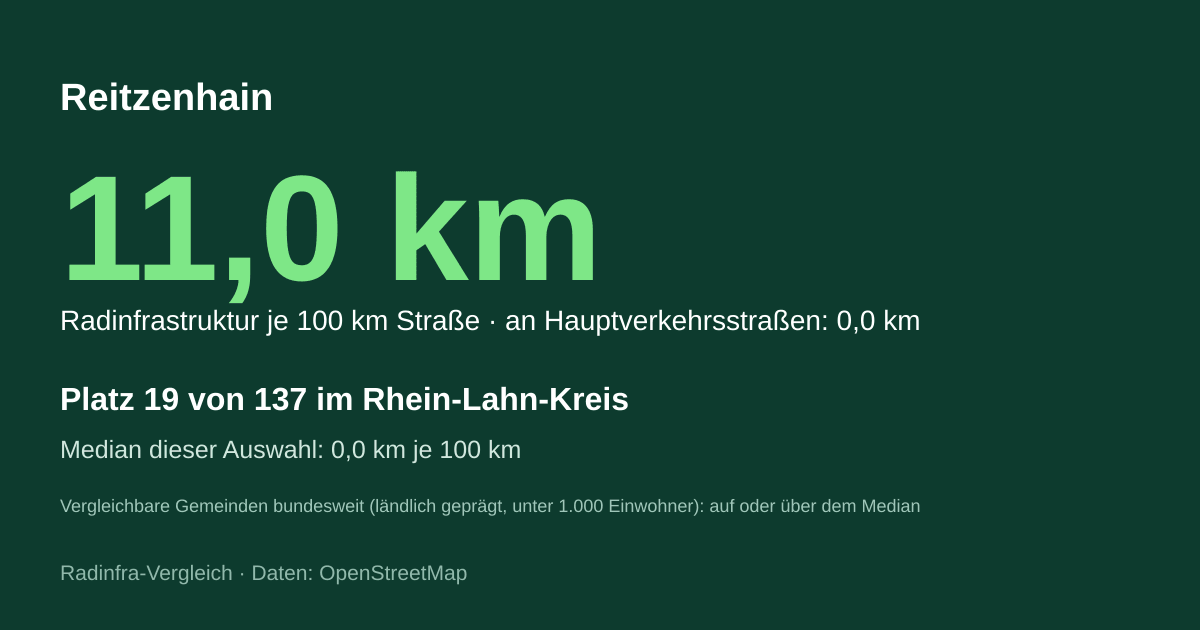 Reitzenhain
11,0 km
Radinfrastruktur je 100 km Straße · an Hauptverkehrsstraßen: 0,0 km
Platz 19 von 137 im Rhein-Lahn-Kreis
Median dieser Auswahl: 0,0 km je 100 km
Vergleichbare Gemeinden bundesweit (ländlich geprägt, unter 1.000 Einwohner): auf oder über dem Median
Radinfra-Vergleich · Daten: OpenStreetMap